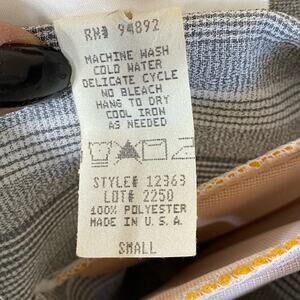 RN# 94892
MACHINE WASH
COLD WATER
DELICATE CYCLE
NO BLEACH
HANG TO DRY
COOL IRON
AS NEEDED
STYLE# 12363
LOT# 2250
100% POLYESTER
MADE IN U.S.A.
SMALL